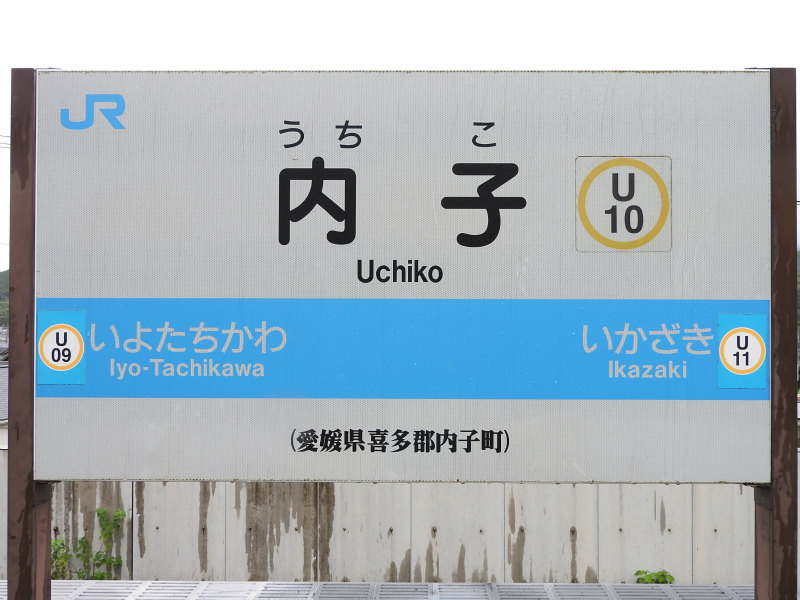 JR
うちこ
内子
U
10
Uchiko
U
09
いよたちかわ
Iyo-Tachikawa
いかざき
Ikazaki
U
11
(愛媛県喜多郡内子町)